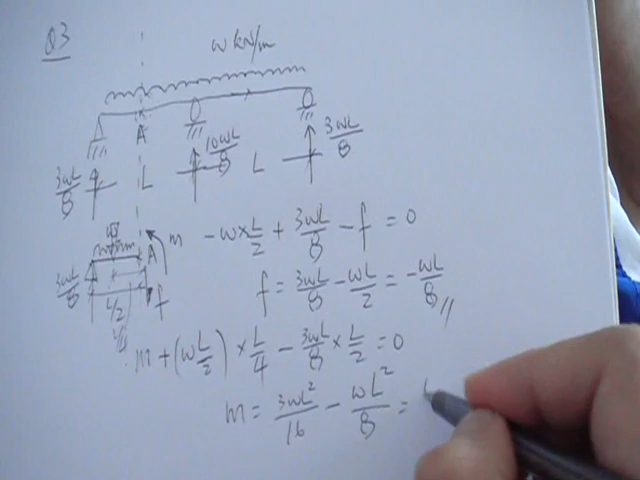 Q3
w kN/m
A
3wL/8 L 10wL/8 L 3wL/8
m A
3wL/8 L/2 f
-w×L/2 + 3wL/8 - f = 0
f = 3wL/8 - wL/2 = -wL/8 //
m + (wL/2) × L/4 - 3wL/8 × L/2 = 0
m = 3wL²/16 - wL²/8 =